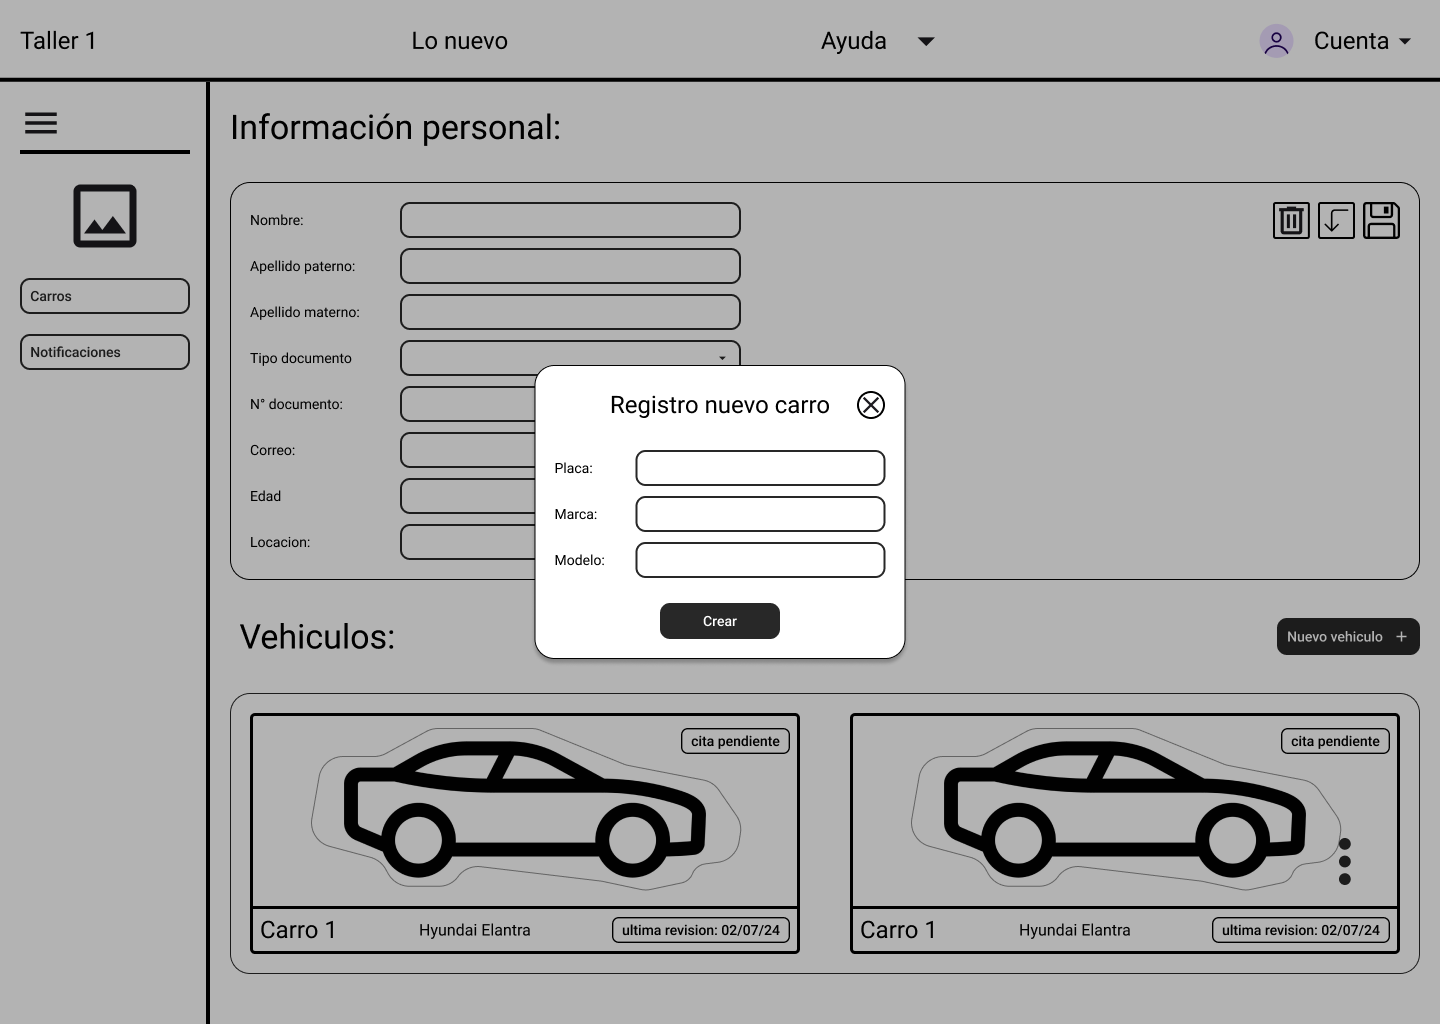 Taller 1
Lo nuevo
Ayuda
Cuenta
Carros
Notificaciones
Información personal:
Nombre:
Apellido paterno:
Apellido materno:
Tipo documento
N° documento:
Correo:
Edad
Locacion:
Registro nuevo carro
Placa:
Marca:
Modelo:
Crear
Vehiculos:
Nuevo vehiculo +
cita pendiente
Carro 1
Hyundai Elantra
ultima revision: 02/07/24
cita pendiente
Carro 1
Hyundai Elantra
ultima revision: 02/07/24